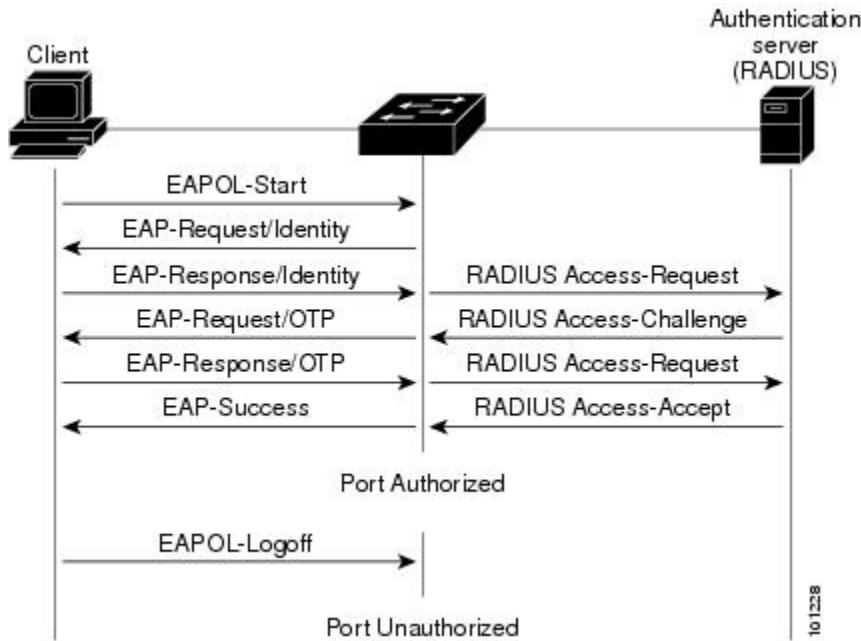 Authentication
server
(RADIUS)
Client
EAPOL-Start
EAP-Request/Identity
EAP-Response/Identity
RADIUS Access-Request
EAP-Request/OTP
RADIUS Access-Challenge
EAP-Response/OTP
RADIUS Access-Request
EAP-Success
RADIUS Access-Accept
Port Authorized
EAPOL-Logoff
Port Unauthorized
101228